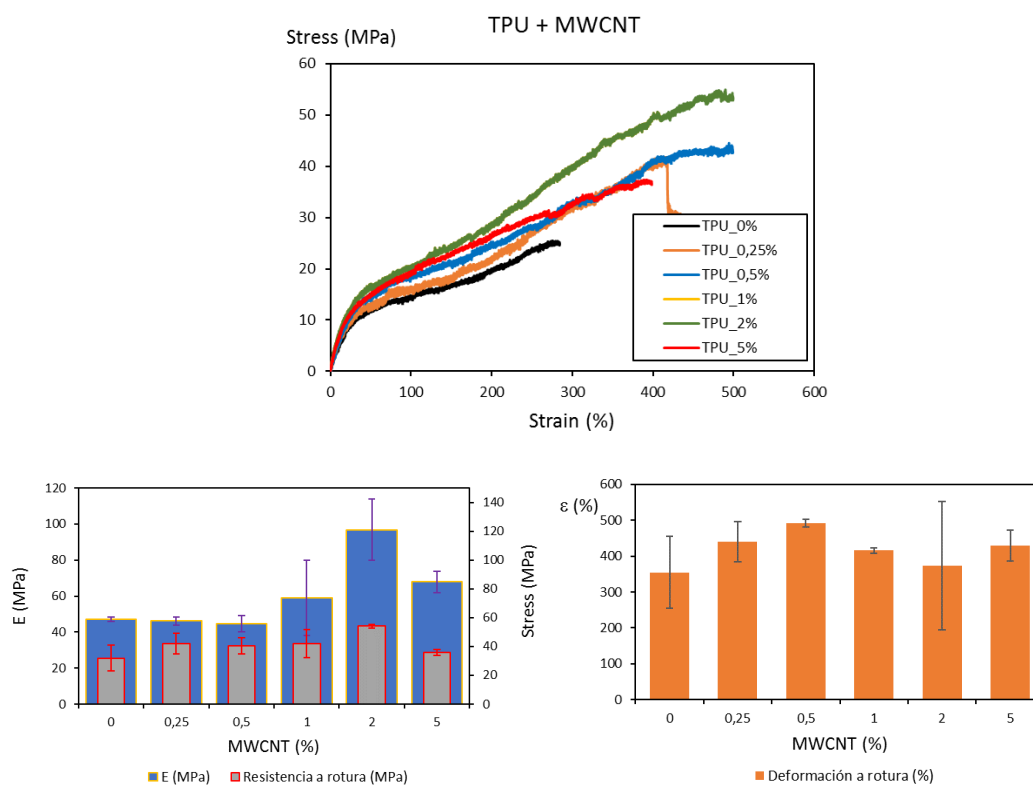 TPU + MWCNT
Stress (MPa)
60
50
40
30
20
10
0
TPU_0%
TPU_0,25%
TPU_0,5%
TPU_1%
TPU_2%
TPU_5%
0 100 200 300 400 500 600
Strain (%)
E (MPa)
120
100
80
60
40
20
0
140
120
100
80
60
40
20
0
Stress (MPa)
0 0,25 0,5 1 2 5
MWCNT (%)
E (MPa) Resistencia a rotura (MPa)
ε (%)
600
500
400
300
200
100
0
0 0,25 0,5 1 2 5
MWCNT (%)
Deformación a rotura (%)